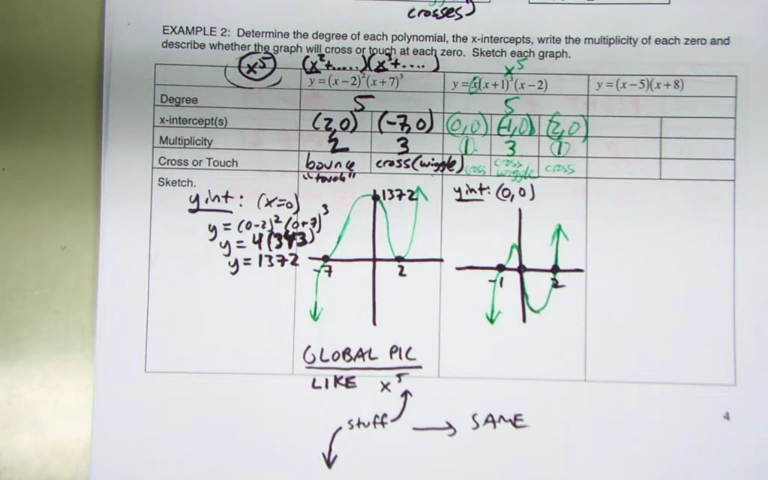 crosses)
EXAMPLE 2: Determine the degree of each polynomial, the x-intercepts, write the multiplicity of each zero and
describe whether the graph will cross or touch at each zero. Sketch each graph.
x⁵ (x²+.....)(x³+....) x⁵
y=(x−2)²(x+7)³ y=x(x+1)³(x−2) y=(x−5)(x+8)
Degree 5 5
x-intercept(s) (2,0) (-7,0) (0,0) (-1,0) (2,0)
Multiplicity 2 3 1 3 1
Cross or Touch bounce "touch" cross(wiggle) cross cross wiggle cross
Sketch.
y int: (x=0)
y = (0-2)²(0+7)³
y = 4(343)
y = 1372
1372
-7 2
y int: (0,0)
-1 2
GLOBAL PIC
LIKE x⁵
stuff → SAME
4